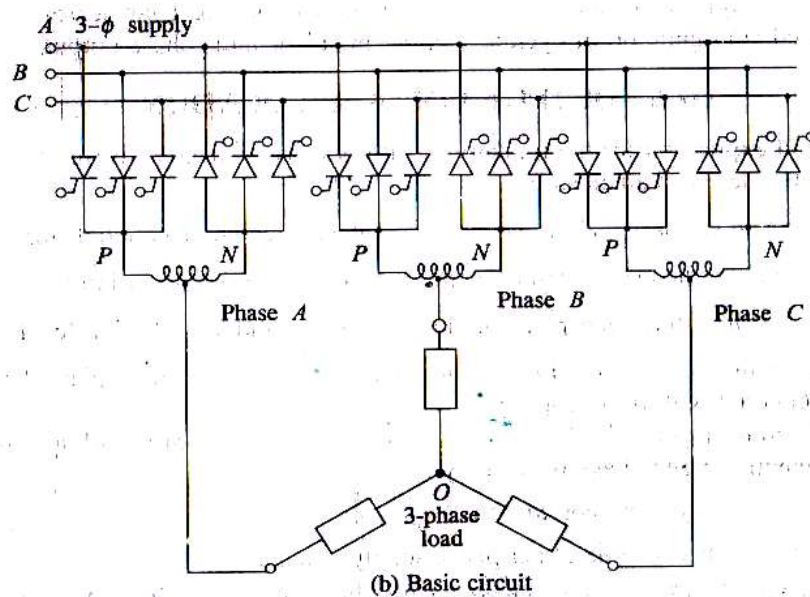 A 3-ϕ supply
B
C
P N P N P N
Phase A Phase B Phase C
O
3-phase
load
(b) Basic circuit